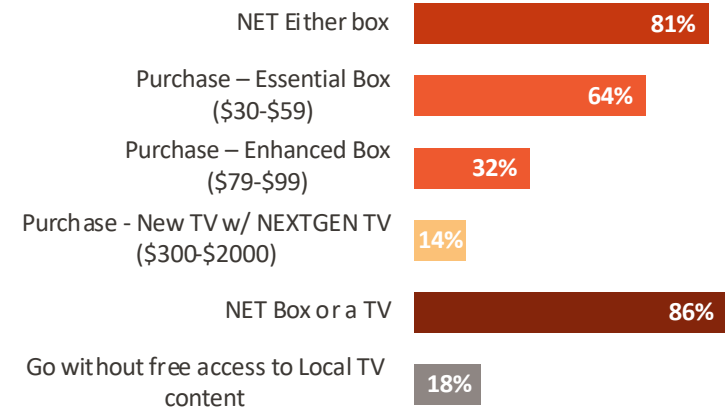 NET Either box 81%
Purchase – Essential Box
($30-$59) 64%
Purchase – Enhanced Box
($79-$99) 32%
Purchase - New TV w/ NEXTGEN TV
($300-$2000) 14%
NET Box or a TV 86%
Go without free access to Local TV
content 18%